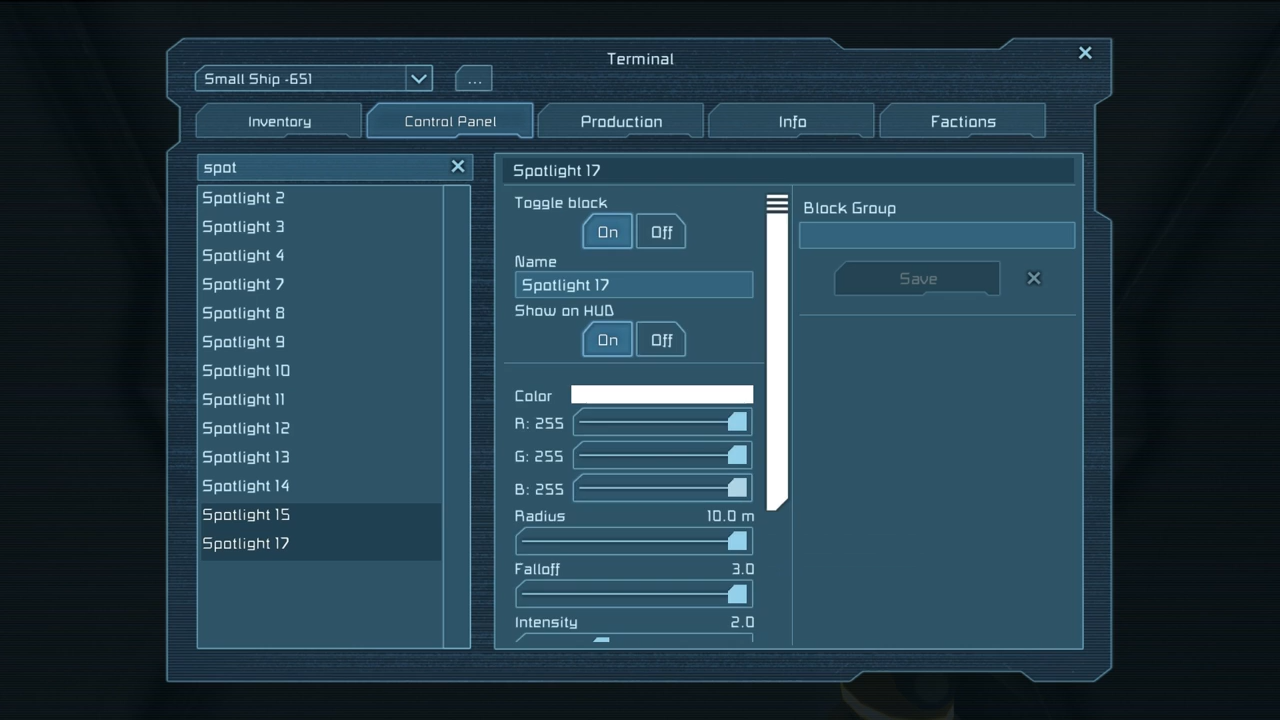 Terminal
Small Ship -651
...
Inventory
Control Panel
Production
Info
Factions
spot
Spotlight 2
Spotlight 3
Spotlight 4
Spotlight 7
Spotlight 8
Spotlight 9
Spotlight 10
Spotlight 11
Spotlight 12
Spotlight 13
Spotlight 14
Spotlight 15
Spotlight 17
Spotlight 17
Toggle block
On Off
Name
Spotlight 17
Show on HUD
On Off
Color
R: 255
G: 255
B: 255
Radius 10.0 m
Falloff 3.0
Intensity 2.0
Block Group
Save